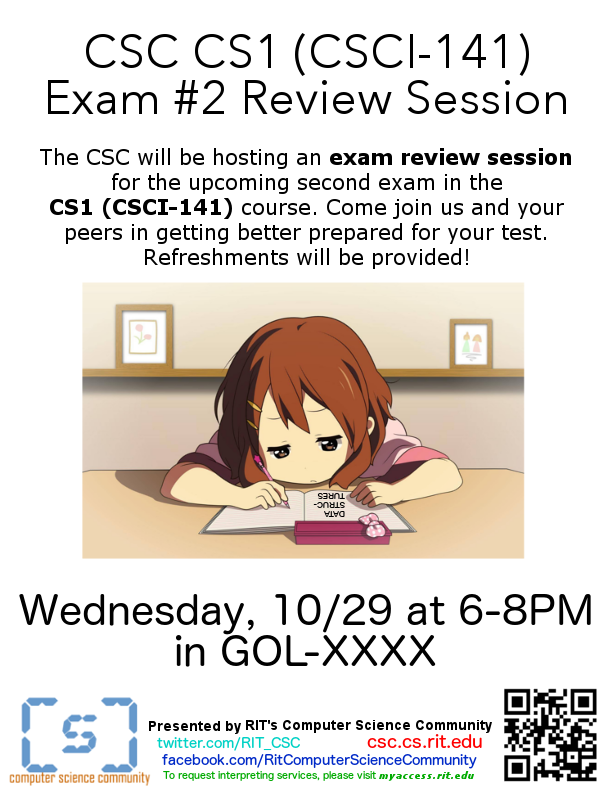 CSC CS1 (CSCI-141)
Exam #2 Review Session
The CSC will be hosting an exam review session
for the upcoming second exam in the
CS1 (CSCI-141) course. Come join us and your
peers in getting better prepared for your test.
Refreshments will be provided!
DATA
STRUC-
TURES
Wednesday, 10/29 at 6-8PM
in GOL-XXXX
[s]
computer science community
Presented by RIT's Computer Science Community
twitter.com/RIT_CSC csc.cs.rit.edu
facebook.com/RitComputerScienceCommunity
To request interpreting services, please visit myaccess.rit.edu